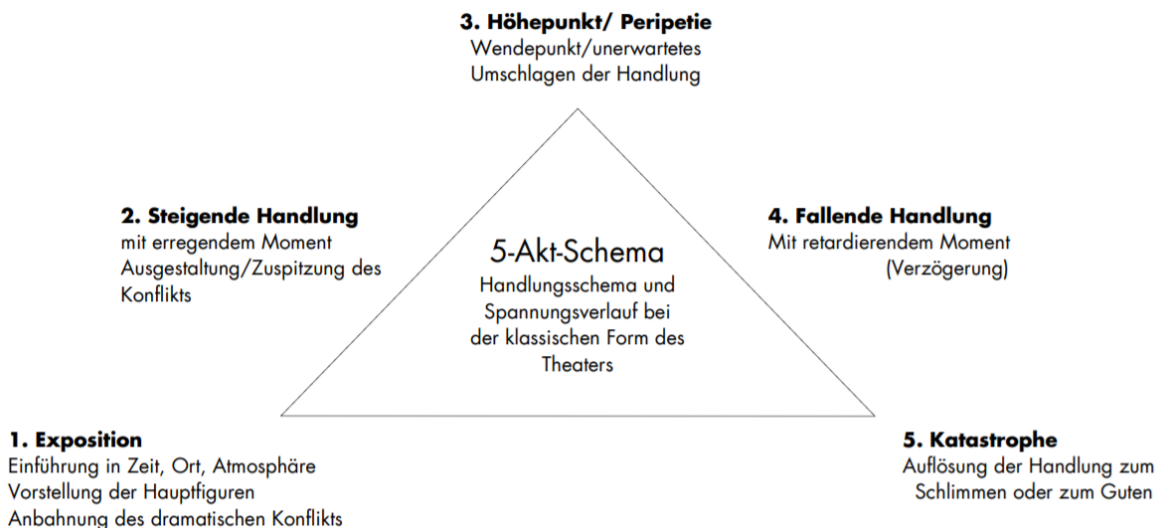 3. Höhepunkt/ Peripetie
Wendepunkt/unerwartetes
Umschlagen der Handlung
2. Steigende Handlung
mit erregendem Moment
Ausgestaltung/Zuspitzung des
Konflikts
4. Fallende Handlung
Mit retardierendem Moment
(Verzögerung)
5-Akt-Schema
Handlungsschema und
Spannungsverlauf bei
der klassischen Form des
Theaters
1. Exposition
Einführung in Zeit, Ort, Atmosphäre
Vorstellung der Hauptfiguren
Anbahnung des dramatischen Konflikts
5. Katastrophe
Auflösung der Handlung zum
Schlimmen oder zum Guten